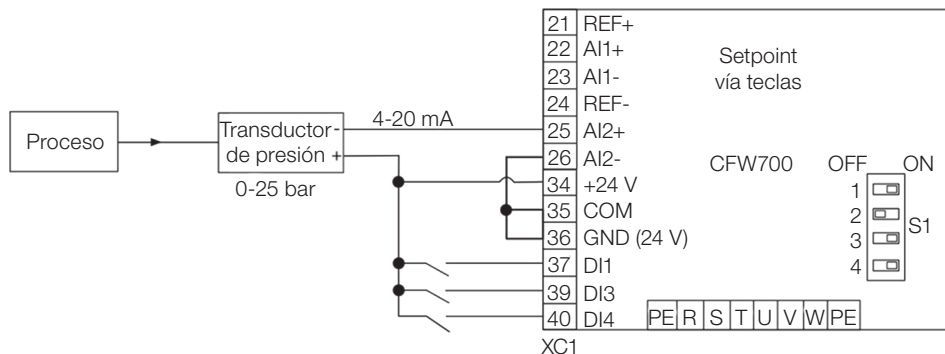 Proceso
Transductor -
de presión +
0-25 bar
4-20 mA
21 REF+
22 AI1+
23 AI1-
24 REF-
25 AI2+
26 AI2-
34 +24 V
35 COM
36 GND (24 V)
37 DI1
39 DI3
40 DI4
XC1
Setpoint
vía teclas
CFW700
OFF ON
1
2
3
4
S1
PE R S T U V W PE